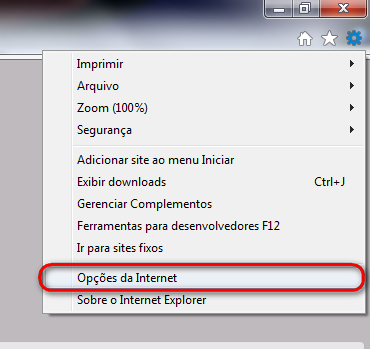 Imprimir
Arquivo
Zoom (100%)
Segurança
Adicionar site ao menu Iniciar
Exibir downloads Ctrl+J
Gerenciar Complementos
Ferramentas para desenvolvedores F12
Ir para sites fixos
Opções da Internet
Sobre o Internet Explorer